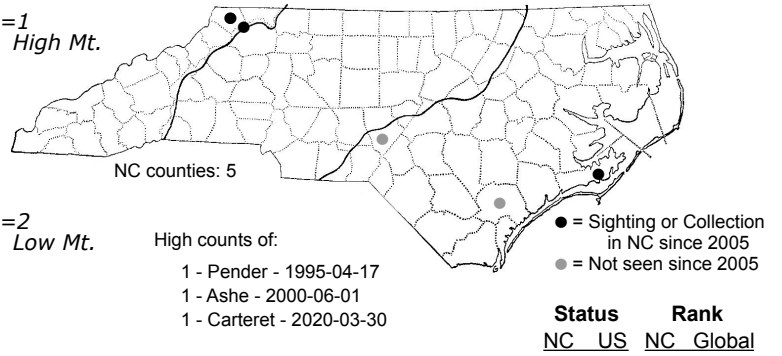 =1
High Mt.
NC counties: 5
=2
Low Mt.
High counts of:
1 - Pender - 1995-04-17
1 - Ashe - 2000-06-01
1 - Carteret - 2020-03-30
= Sighting or Collection
in NC since 2005
= Not seen since 2005
Status Rank
NC US NC Global